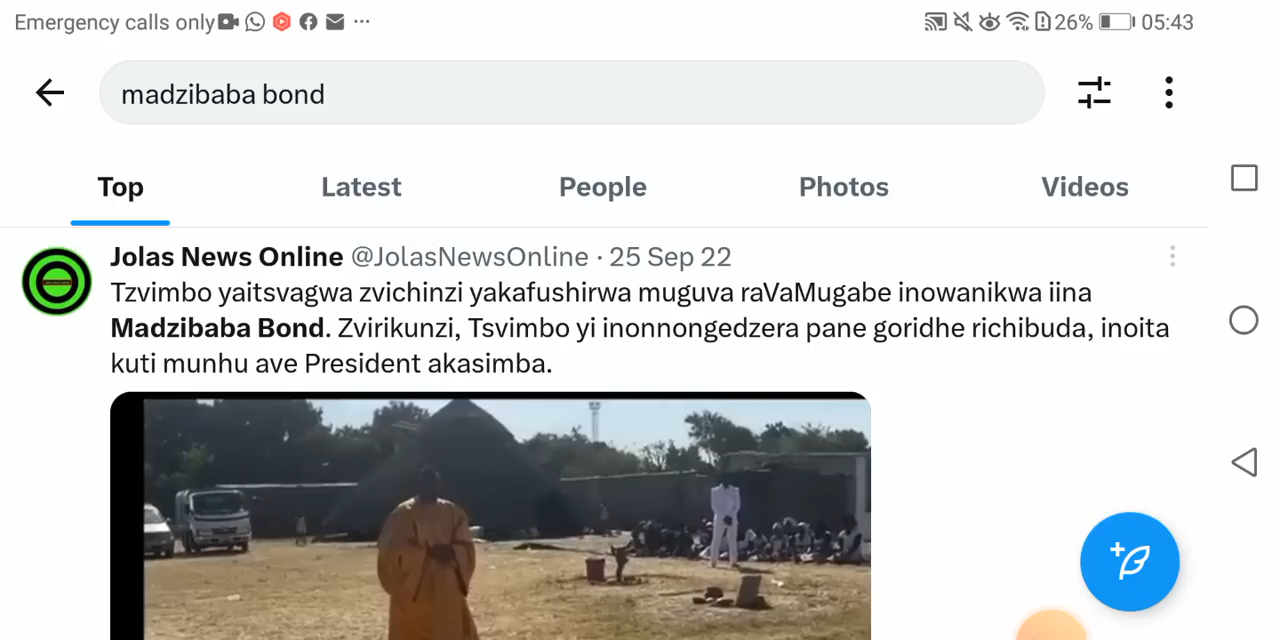 Emergency calls only 26% 05:43
madzibaba bond
Top Latest People Photos Videos
Jolas News Online @JolasNewsOnline · 25 Sep 22
Tzvimbo yaitsvagwa zvichinzi yakafushirwa muguva raVaMugabe inowanikwa iina
Madzibaba Bond. Zvirikunzi, Tsvimbo yi inonnongedzera pane goridhe richibuda, inoita
kuti munhu ave President akasimba.